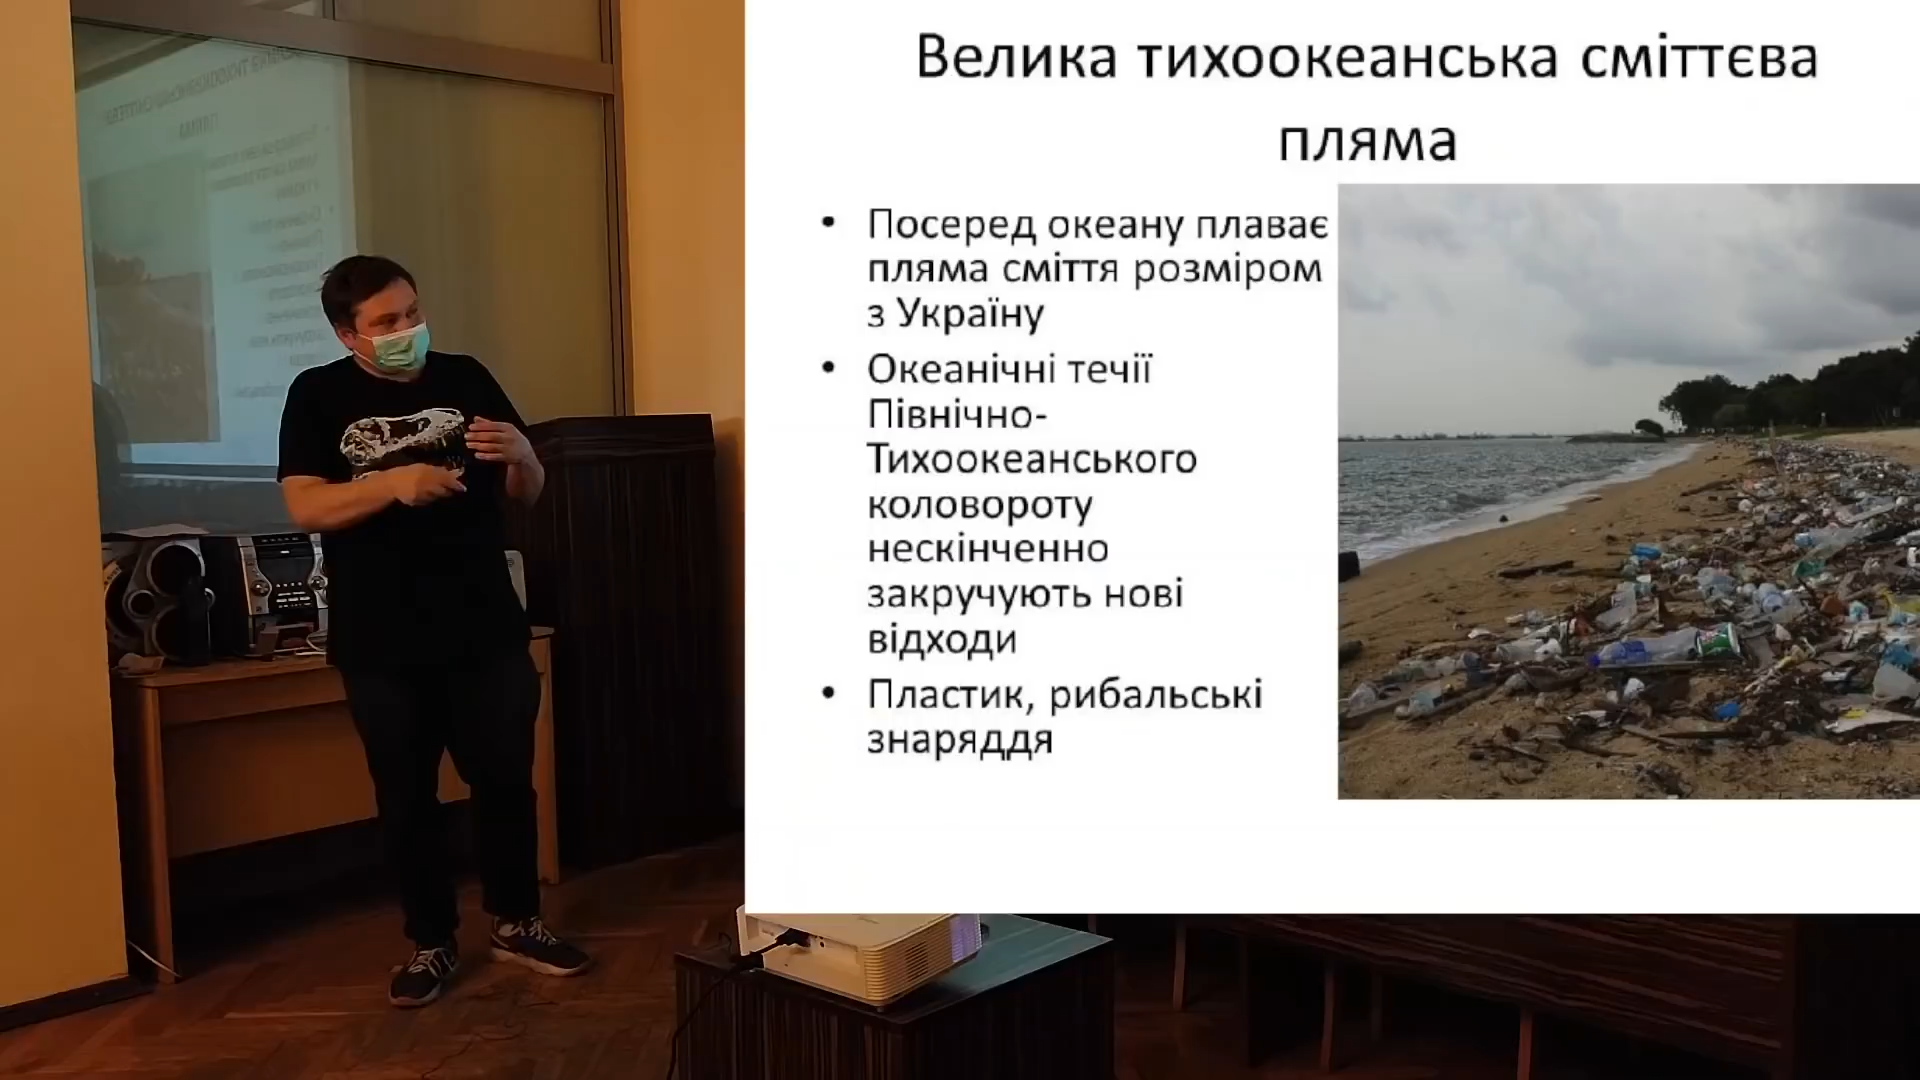 Велика тихоокеанська сміттєва
пляма
• Посеред океану плаває
пляма сміття розміром
з Україну
• Океанічні течії
Північно-
Тихоокеанського
коловороту
нескінченно
закручують нові
відходи
• Пластик, рибальські
знаряддя